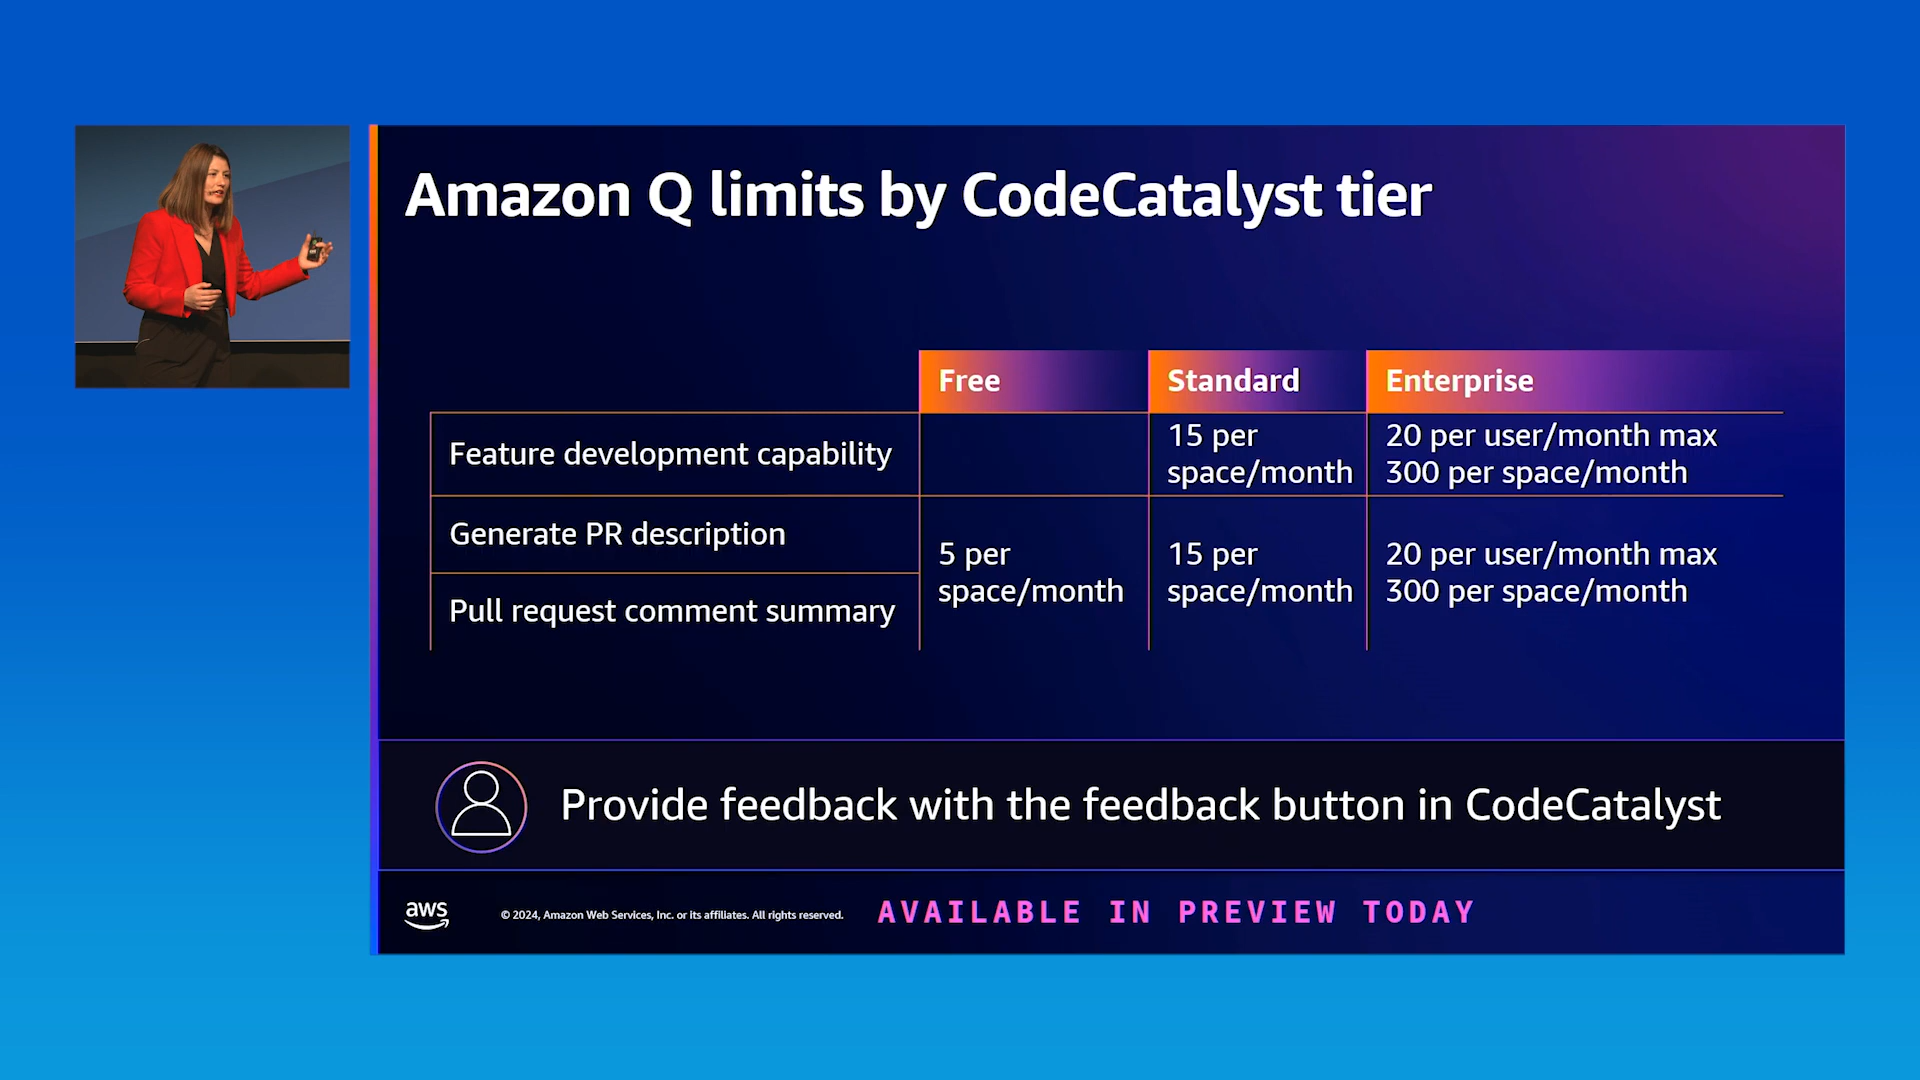 Amazon Q limits by CodeCatalyst tier
Free
Standard
Enterprise
Feature development capability
15 per
space/month
20 per user/month max
300 per space/month
Generate PR description
Pull request comment summary
5 per
space/month
15 per
space/month
20 per user/month max
300 per space/month
Provide feedback with the feedback button in CodeCatalyst
aws
© 2024, Amazon Web Services, Inc. or its affiliates. All rights reserved.
AVAILABLE IN PREVIEW TODAY